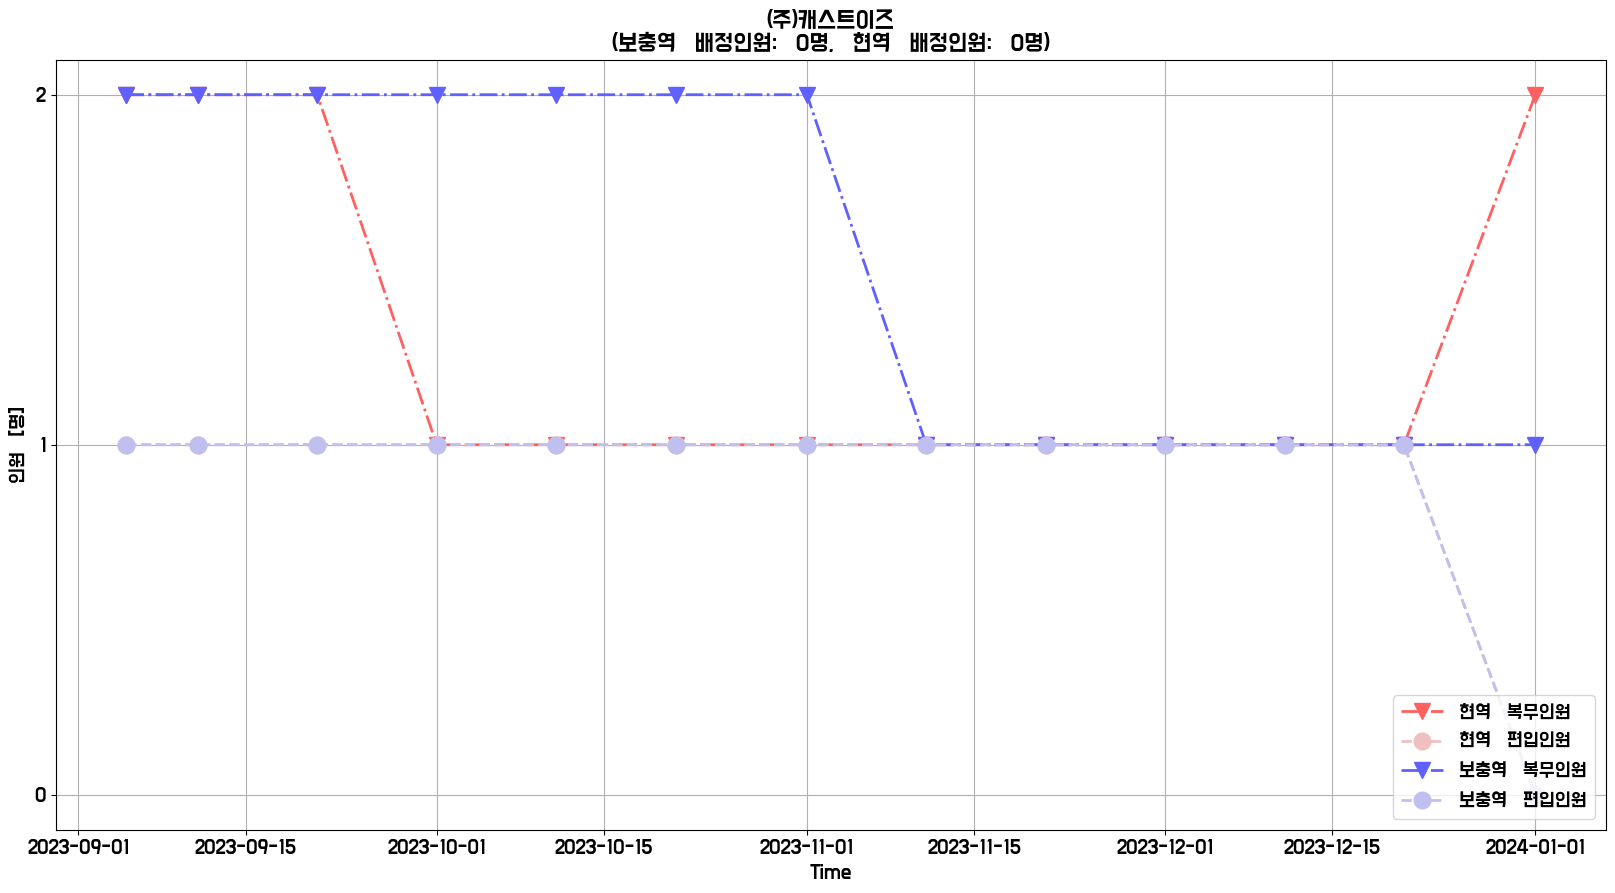 (주)캐스트이즈
(보충역 배정인원: 0명, 현역 배정인원: 0명)
2
1
0
인원 [명]
2023-09-01 2023-09-15 2023-10-01 2023-10-15 2023-11-01 2023-11-15 2023-12-01 2023-12-15 2024-01-01
Time
현역 복무인원
현역 편입인원
보충역 복무인원
보충역 편입인원